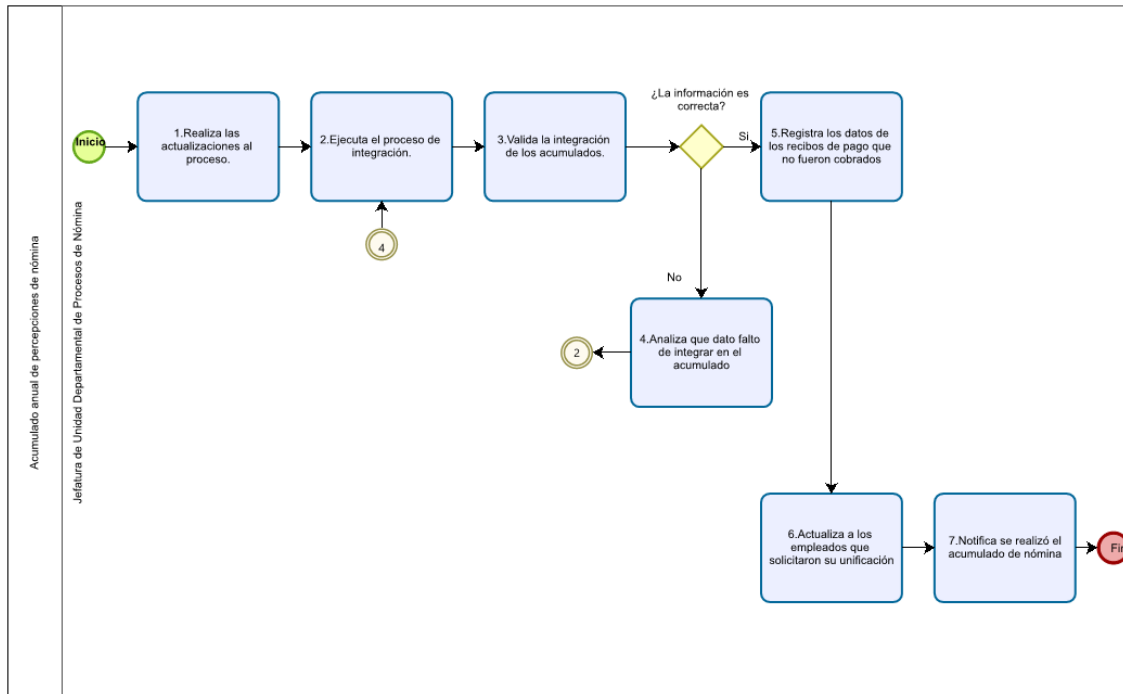 Acumulado anual de percepciones de nómina
Jefatura de Unidad Departamental de Procesos de Nómina
Inicio
1.Realiza las
actualizaciones al
proceso.
2.Ejecuta el proceso de
integración.
4
3.Valida la integración
de los acumulados.
¿La información es
correcta?
Si
No
4.Analiza que dato falto
de integrar en el
acumulado
2
5.Registra los datos de
los recibos de pago que
no fueron cobrados
6.Actualiza a los
empleados que
solicitaron su unificación
7.Notifica se realizó el
acumulado de nómina
Fin